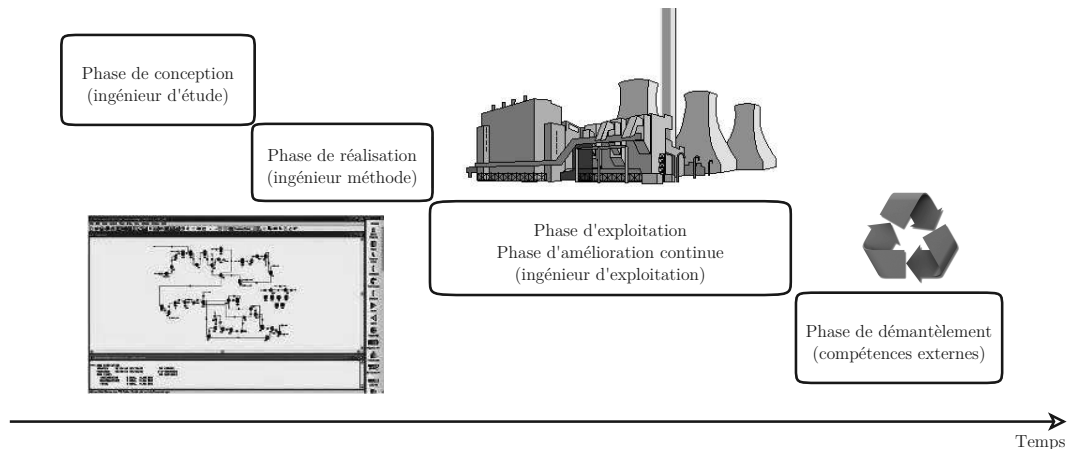 Phase de conception
(ingénieur d'étude)
Phase de réalisation
(ingénieur méthode)
Phase d'exploitation
Phase d'amélioration continue
(ingénieur d'exploitation)
Phase de démantèlement
(compétences externes)
Temps